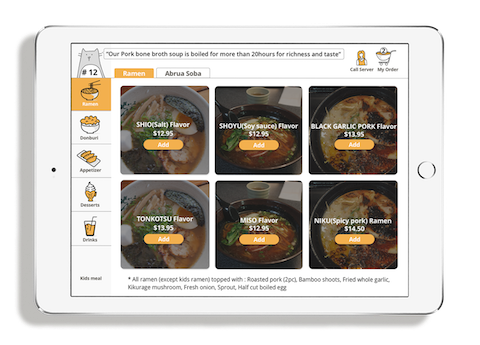 "Our Pork bone broth soup is boiled for more than 20hours for richness and taste"
# 12
Call Server
2
My Order
Ramen
Abrua Soba
Ramen
Donburi
Appetizer
Desserts
Drinks
Kids meal
SHIO(Salt) Flavor
$12.95
Add
SHOYU(Soy sauce) Flavor
$12.95
Add
BLACK GARLIC PORK Flavor
$13.95
Add
TONKOTSU Flavor
$13.95
Add
MISO Flavor
$12.95
Add
NIKU(Spicy pork) Ramen
$14.50
Add
* All ramen (except kids ramen) topped with : Roasted pork (2pc), Bamboo shoots, Fried whole garlic,
Kikurage mushroom, Fresh onion, Sprout, Half cut boiled egg